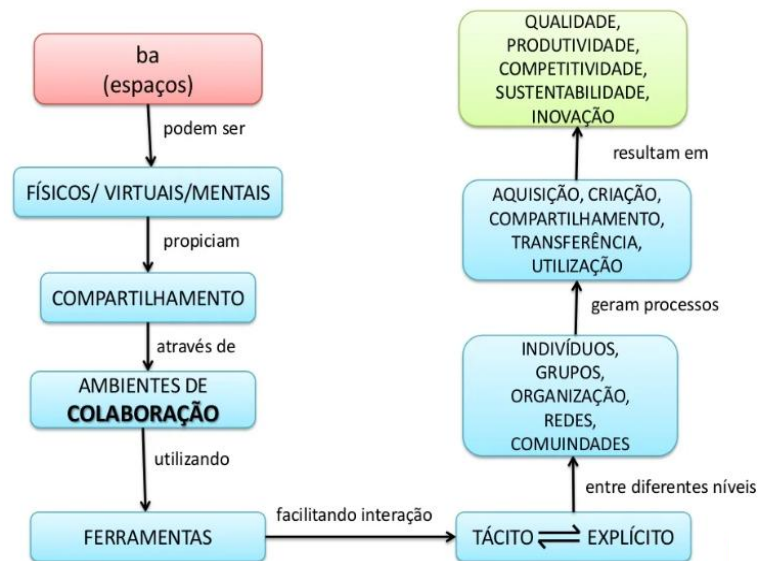 ba
(espaços)
podem ser
FÍSICOS/ VIRTUAIS/MENTAIS
propiciam
COMPARTILHAMENTO
através de
AMBIENTES DE
COLABORAÇÃO
utilizando
FERRAMENTAS
facilitando interação
TÁCITO ⇌ EXPLÍCITO
entre diferentes níveis
INDIVÍDUOS,
GRUPOS,
ORGANIZAÇÃO,
REDES,
COMUINDADES
geram processos
AQUISIÇÃO, CRIAÇÃO,
COMPARTILHAMENTO,
TRANSFERÊNCIA,
UTILIZAÇÃO
resultam em
QUALIDADE,
PRODUTIVIDADE,
COMPETITIVIDADE,
SUSTENTABILIDADE,
INOVAÇÃO